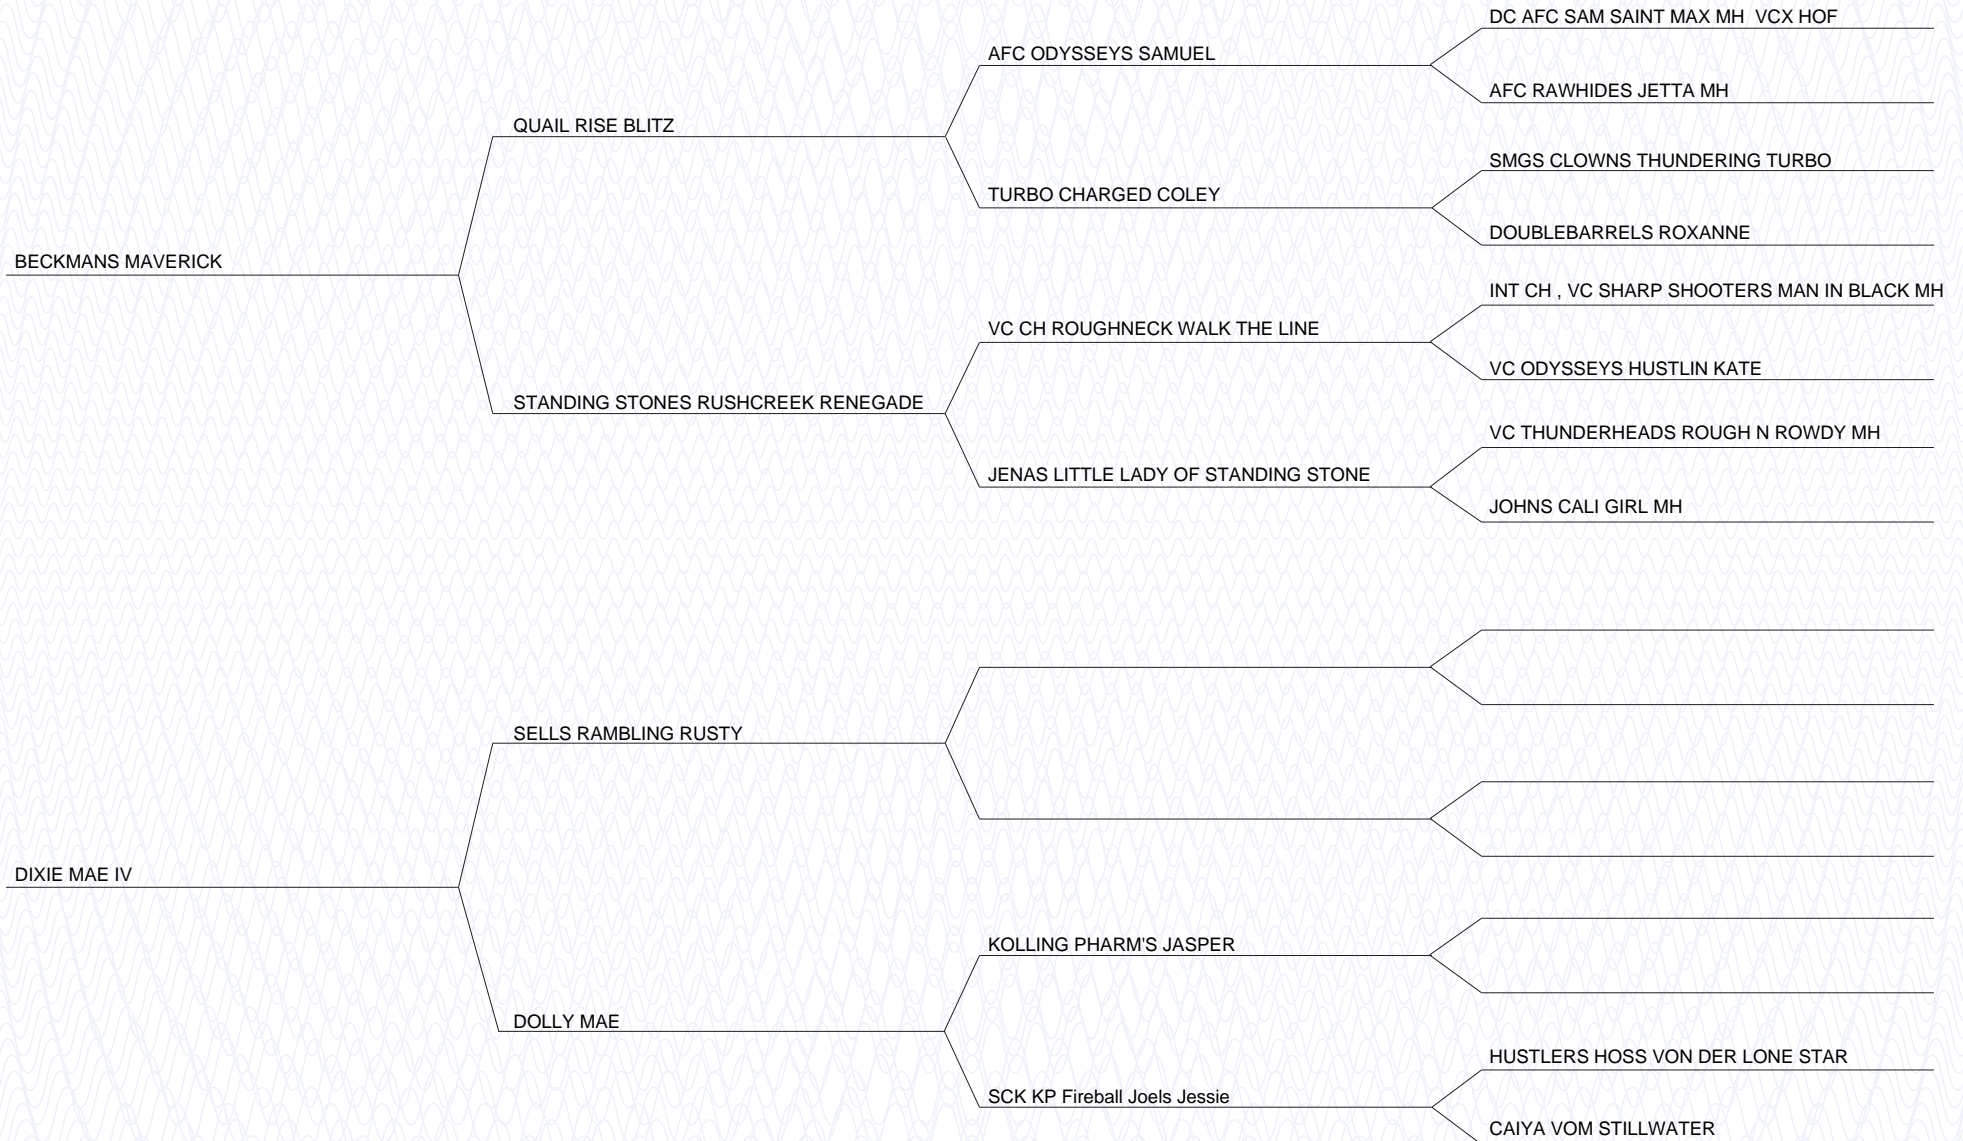 DC AFC SAM SAINT MAX MH  VCX HOF
AFC ODYSSEYS SAMUEL
AFC RAWHIDES JETTA MH
QUAIL RISE BLITZ
SMGS CLOWNS THUNDERING TURBO
TURBO CHARGED COLEY
DOUBLEBARRELS ROXANNE
BECKMANS MAVERICK
INT CH , VC SHARP SHOOTERS MAN IN BLACK MH
VC CH ROUGHNECK WALK THE LINE
VC ODYSSEYS HUSTLIN KATE
STANDING STONES RUSHCREEK RENEGADE
VC THUNDERHEADS ROUGH N ROWDY MH
JENAS LITTLE LADY OF STANDING STONE
JOHNS CALI GIRL MH
SELLS RAMBLING RUSTY
DIXIE MAE IV
KOLLING PHARM'S JASPER
DOLLY MAE
HUSTLERS HOSS VON DER LONE STAR
SCK KP Fireball Joels Jessie
CAIYA VOM STILLWATER